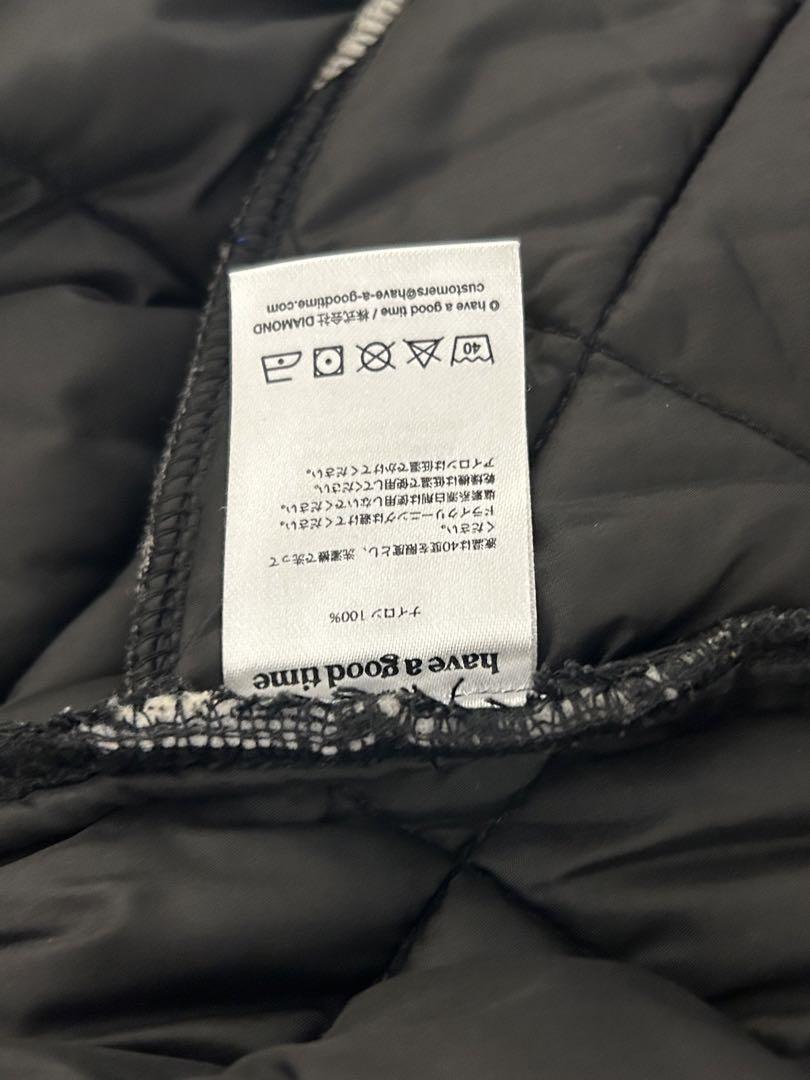 have a good time
ナイロン 100%
液温は40度を限度とし、洗濯機で洗って
ください。
ドライクリーニングは避けてください。
塩素系漂白剤は使用しないでください。
乾燥機は低温で使用してください。
アイロンは低温でかけてください。
40
© have a good time / 株式会社 DIAMOND
customers@have-a-goodtime.com